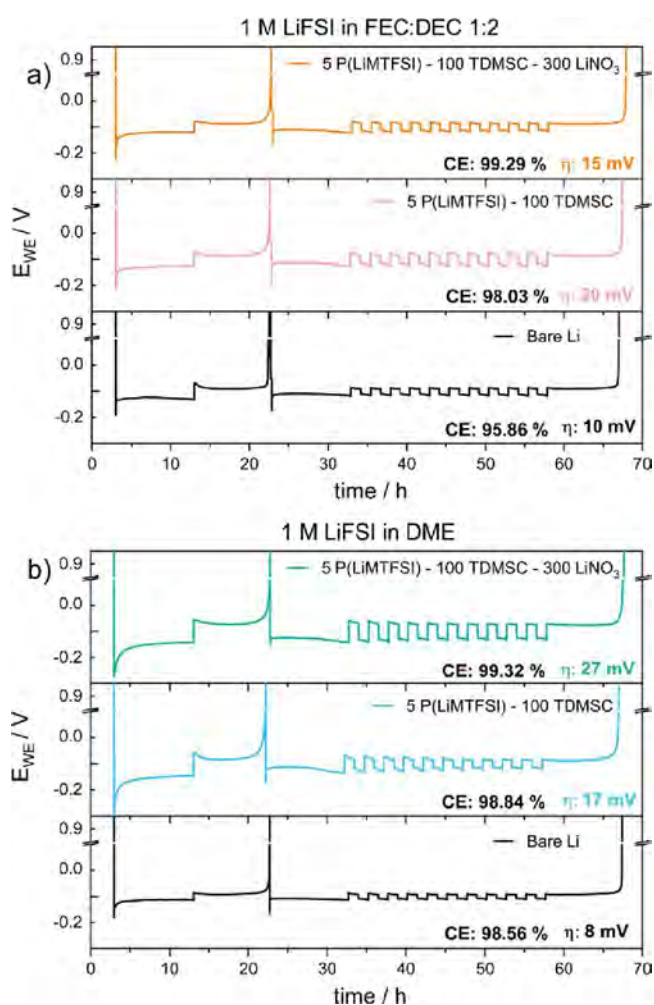 1 M LiFSI in FEC:DEC 1:2
a)
0.9
5 P(LiMTFSI) - 100 TDMSC - 300 LiNO₃
0.0
-0.2
CE: 99.29 % η: 15 mV
0.9
5 P(LiMTFSI) - 100 TDMSC
0.0
-0.2
CE: 98.03 % η: 20 mV
E_WE / V
0.9
Bare Li
0.0
-0.2
CE: 95.86 % η: 10 mV
0 10 20 30 40 50 60 70
time / h
1 M LiFSI in DME
b)
0.9
5 P(LiMTFSI) - 100 TDMSC - 300 LiNO₃
0.0
-0.2
CE: 99.32 % η: 27 mV
0.9
5 P(LiMTFSI) - 100 TDMSC
0.0
-0.2
CE: 98.84 % η: 17 mV
E_WE / V
0.9
Bare Li
0.0
-0.2
CE: 98.56 % η: 8 mV
0 10 20 30 40 50 60 70
time / h